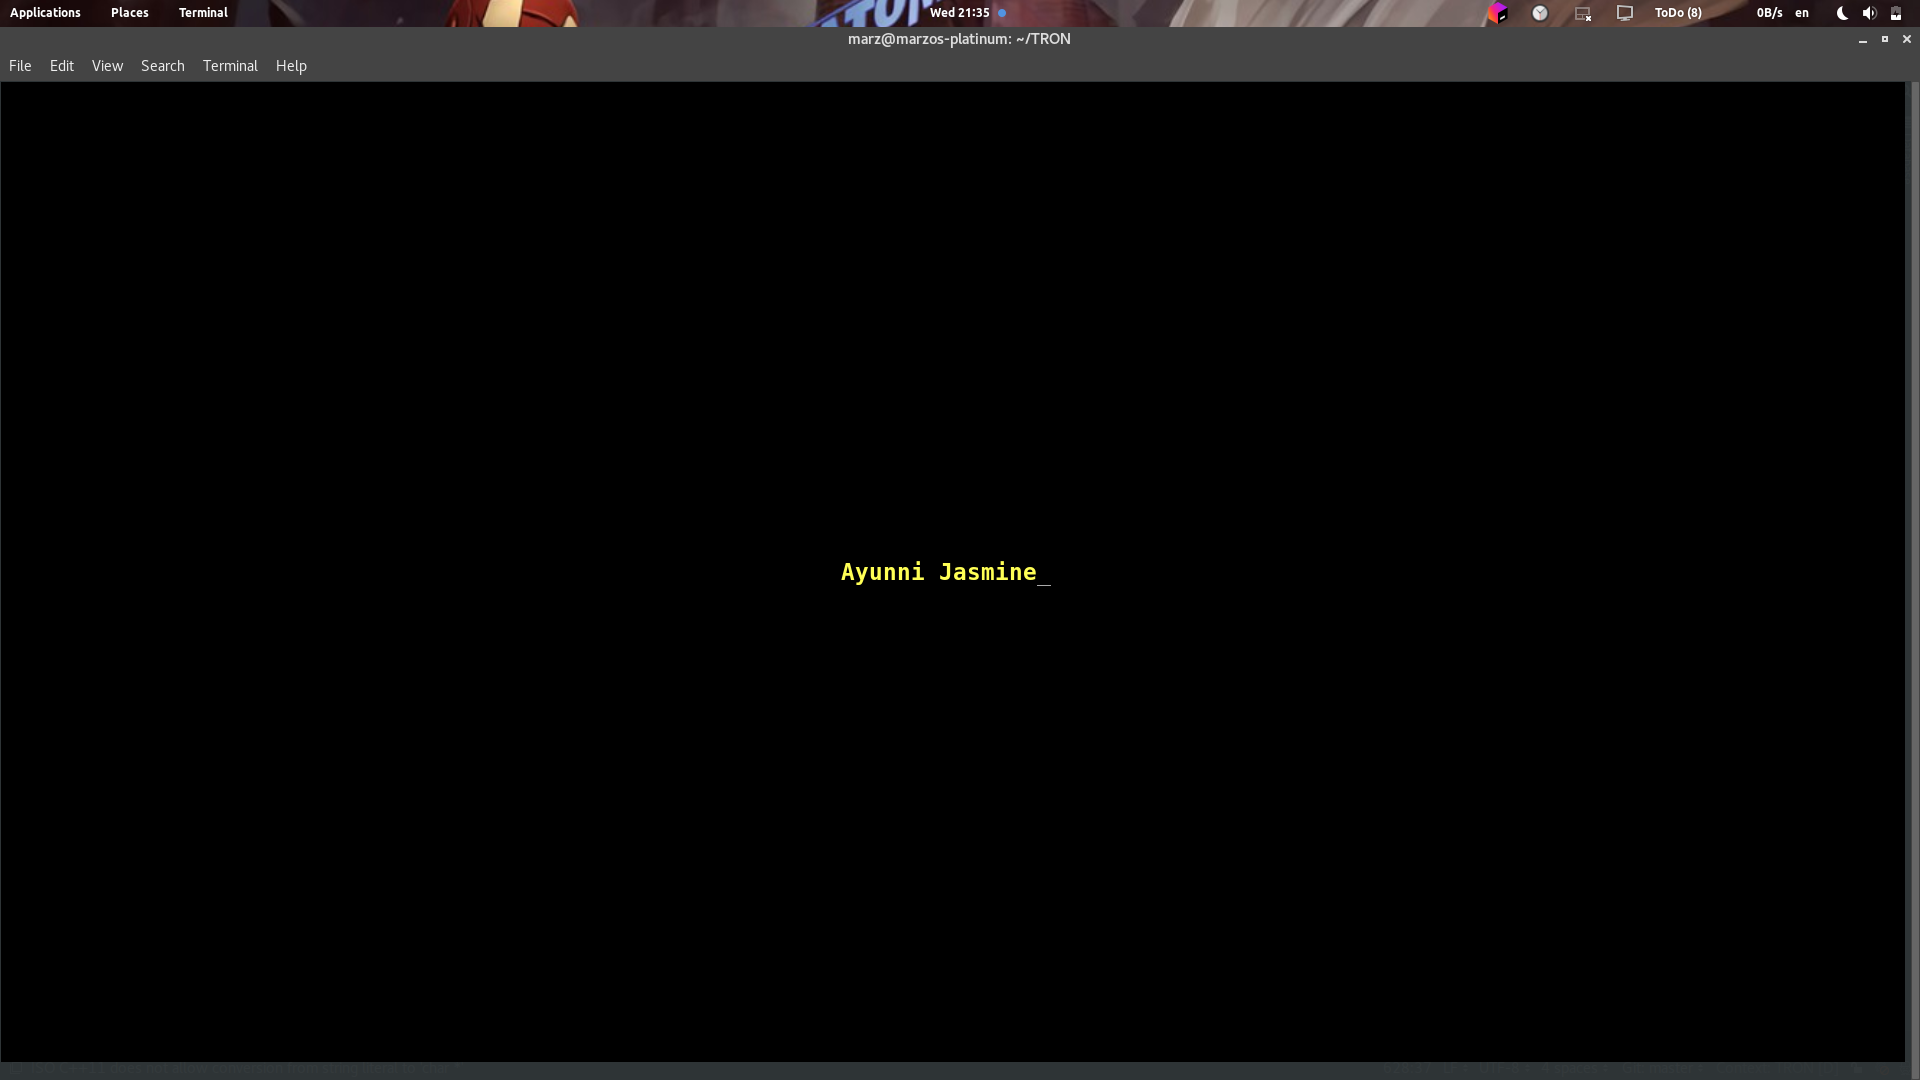 Applications Places Terminal Wed 21:35 ToDo (8) 0B/s en
marz@marzos-platinum: ~/TRON
File Edit View Search Terminal Help
Ayunni Jasmine_